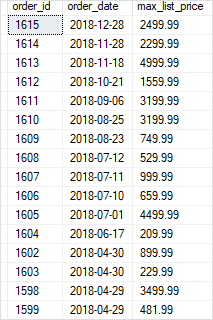 order_id order_date max_list_price
1615 2018-12-28 2499.99
1614 2018-11-28 2299.99
1613 2018-11-18 4999.99
1612 2018-10-21 1559.99
1611 2018-09-06 3199.99
1610 2018-08-25 3199.99
1609 2018-08-23 749.99
1608 2018-07-12 529.99
1607 2018-07-11 999.99
1606 2018-07-10 659.99
1605 2018-07-01 4499.99
1604 2018-06-17 209.99
1602 2018-04-30 899.99
1603 2018-04-30 229.99
1598 2018-04-29 3499.99
1599 2018-04-29 481.99